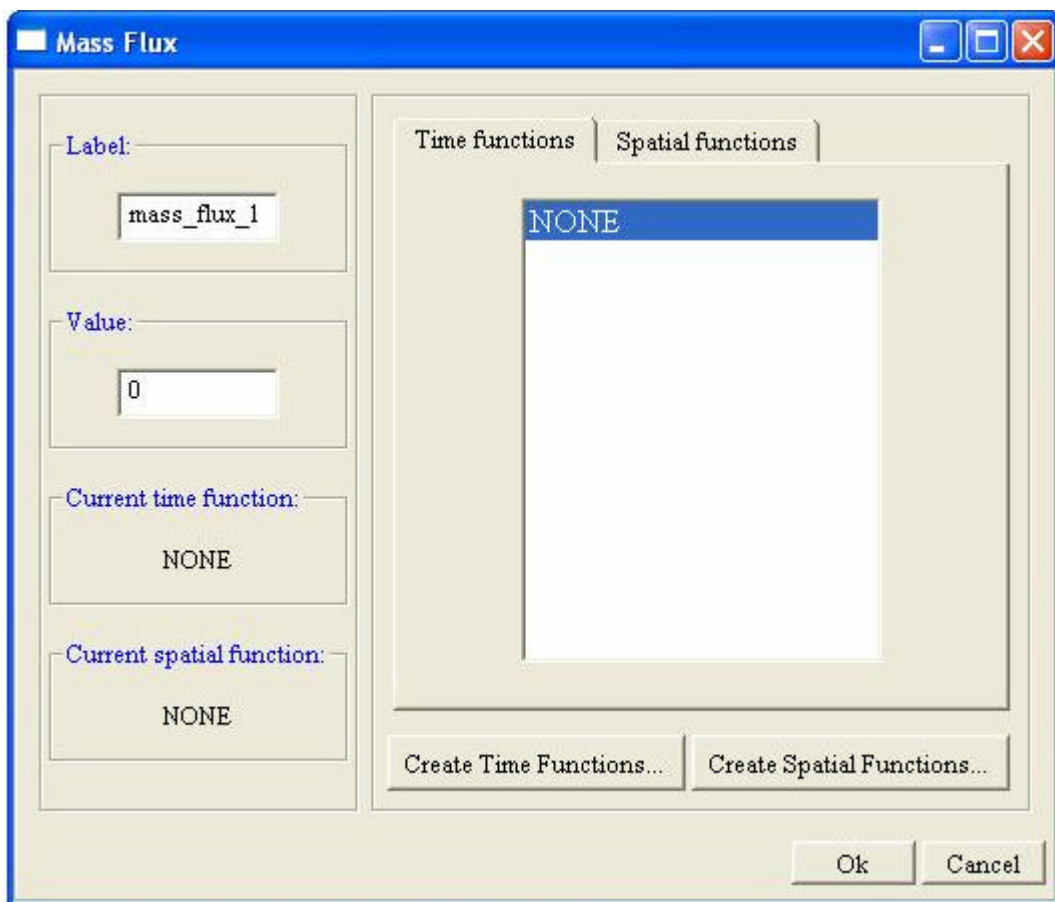 Mass Flux
Label:
mass_flux_1
Value:
0
Current time function:
NONE
Current spatial function:
NONE
Time functions
Spatial functions
NONE
Create Time Functions...
Create Spatial Functions...
Ok
Cancel